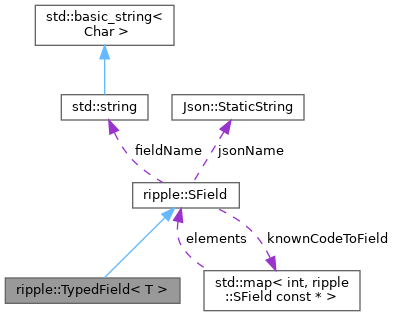 std::basic_string<
Char >
std::string
Json::StaticString
fieldName
jsonName
ripple::SField
elements
knownCodeToField
ripple::TypedField< T >
std::map< int, ripple
::SField const * >